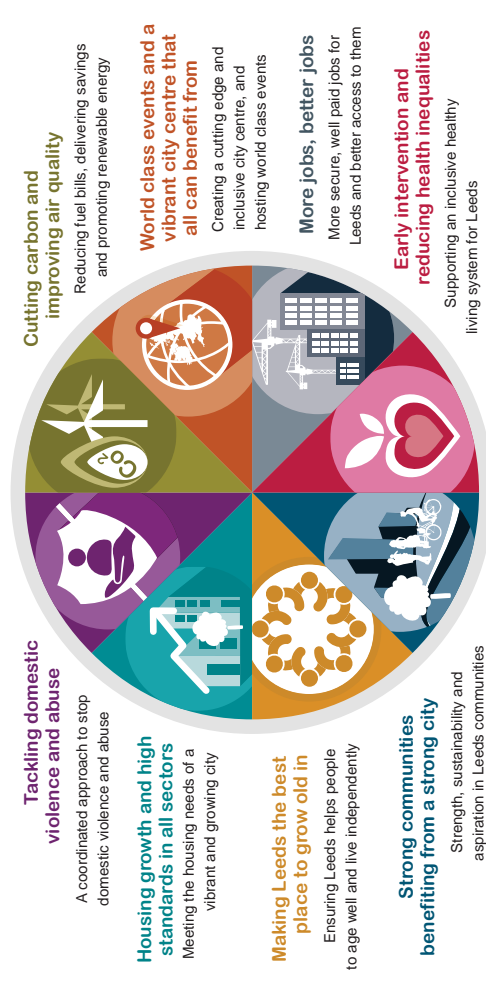 Tackling domestic
violence and abuse
A coordinated approach to stop
domestic violence and abuse
Housing growth and high
standards in all sectors
Meeting the housing needs of a
vibrant and growing city
Making Leeds the best
place to grow old in
Ensuring Leeds helps people
to age well and live independently
Strong communities
benefiting from a strong city
Strength, sustainability and
aspiration in Leeds communities
CO2
Cutting carbon and
improving air quality
Reducing fuel bills, delivering savings
and promoting renewable energy
World class events and a
vibrant city centre that
all can benefit from
Creating a cutting edge and
inclusive city centre, and
hosting world class events
More jobs, better jobs
More secure, well paid jobs for
Leeds and better access to them
Early intervention and
reducing health inequalities
Supporting an inclusive healthy
living system for Leeds